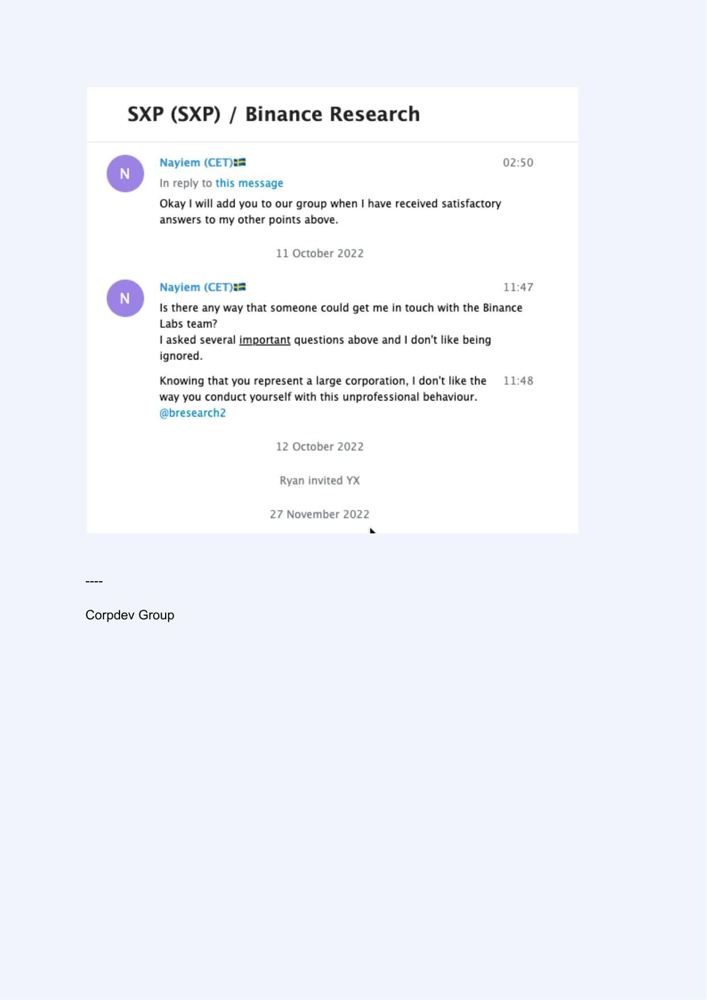 SXP (SXP) / Binance Research
N
Nayiem (CET)🇸🇪 02:50
In reply to this message
Okay I will add you to our group when I have received satisfactory
answers to my other points above.
11 October 2022
N
Nayiem (CET)🇸🇪 11:47
Is there any way that someone could get me in touch with the Binance
Labs team?
I asked several important questions above and I don't like being
ignored.
Knowing that you represent a large corporation, I don't like the 11:48
way you conduct yourself with this unprofessional behaviour.
@bresearch2
12 October 2022
Ryan invited YX
27 November 2022
----
Corpdev Group